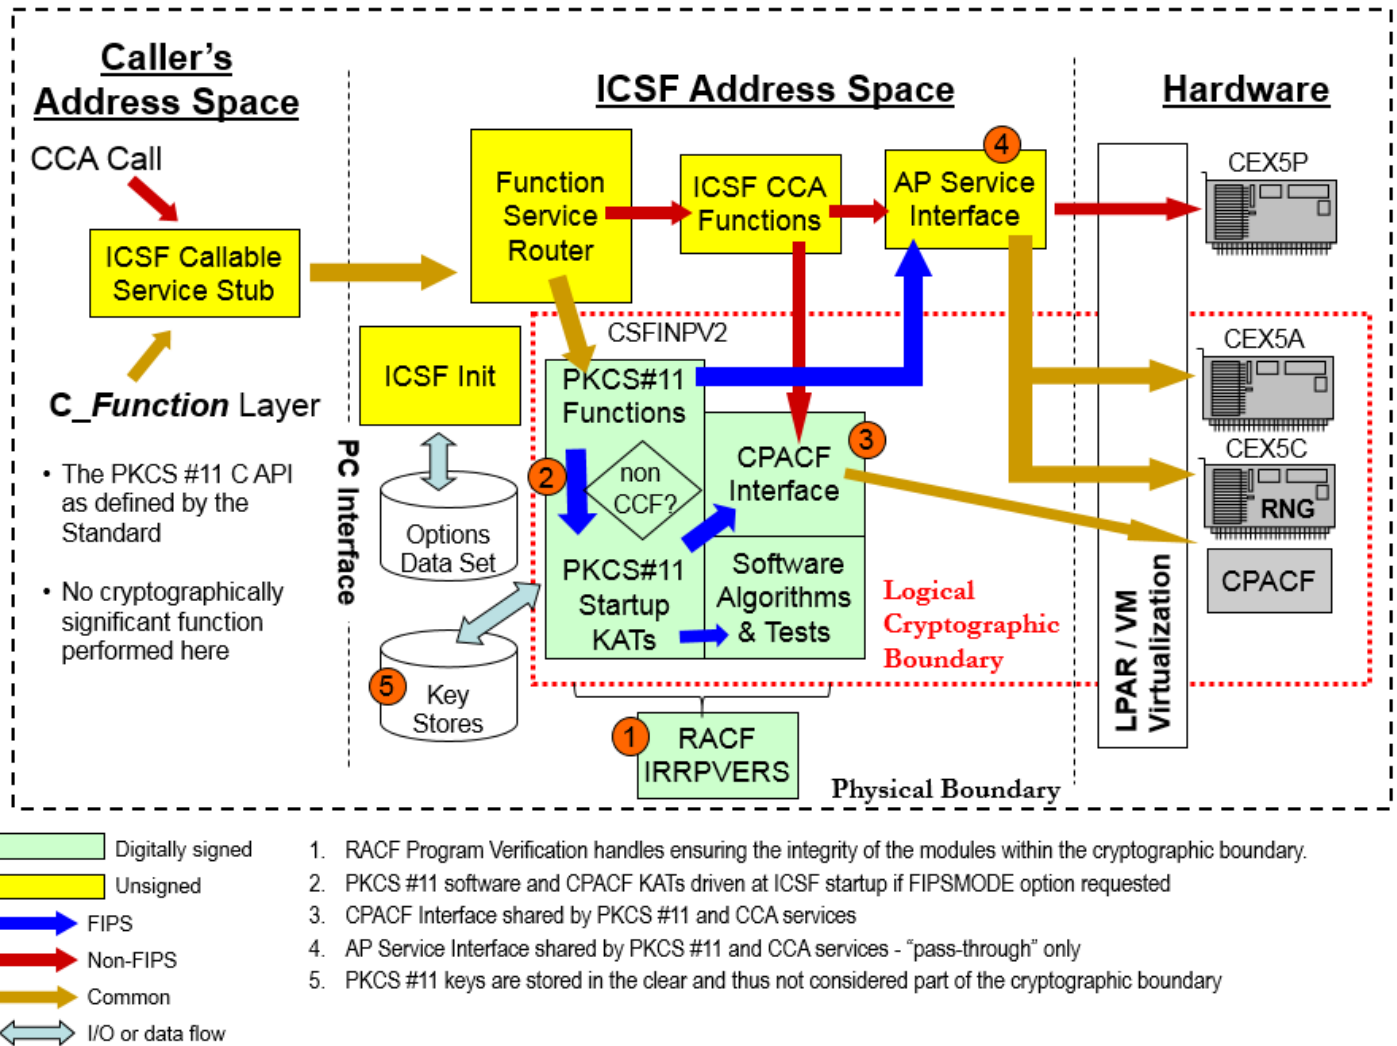 Caller's
Address Space
ICSF Address Space
Hardware
CCA Call
ICSF Callable
Service Stub
C_Function Layer
• The PKCS #11 C API
as defined by the
Standard
• No cryptographically
significant function
performed here
PC Interface
Function
Service
Router
ICSF CCA
Functions
4
AP Service
Interface
CEX5P
ICSF Init
Options
Data Set
5
Key
Stores
CSFINPV2
PKCS#11
Functions
2
non
CCF?
PKCS#11
Startup
KATs
3
CPACF
Interface
Software
Algorithms
& Tests
Logical
Cryptographic
Boundary
CEX5A
CEX5C
RNG
CPACF
LPAR / VM
Virtualization
1
RACF
IRRPVERS
Physical Boundary
Digitally signed
Unsigned
FIPS
Non-FIPS
Common
I/O or data flow
1. RACF Program Verification handles ensuring the integrity of the modules within the cryptographic boundary.
2. PKCS #11 software and CPACF KATs driven at ICSF startup if FIPSMODE option requested
3. CPACF Interface shared by PKCS #11 and CCA services
4. AP Service Interface shared by PKCS #11 and CCA services - “pass-through” only
5. PKCS #11 keys are stored in the clear and thus not considered part of the cryptographic boundary